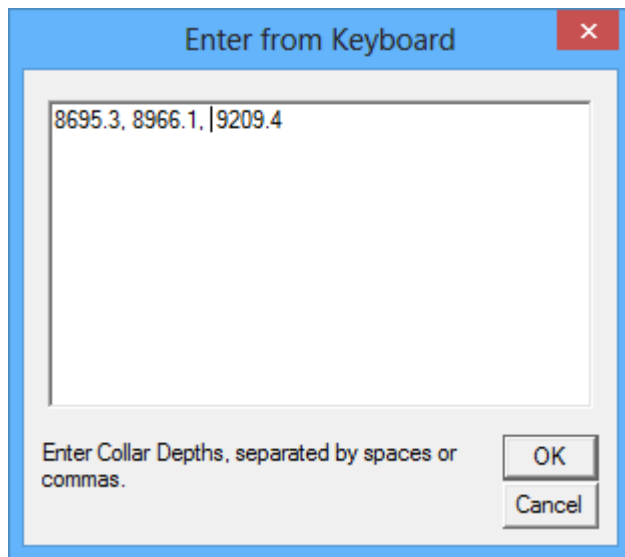 Enter from Keyboard
8695.3, 8966.1, 9209.4
Enter Collar Depths, separated by spaces or
commas.
OK
Cancel